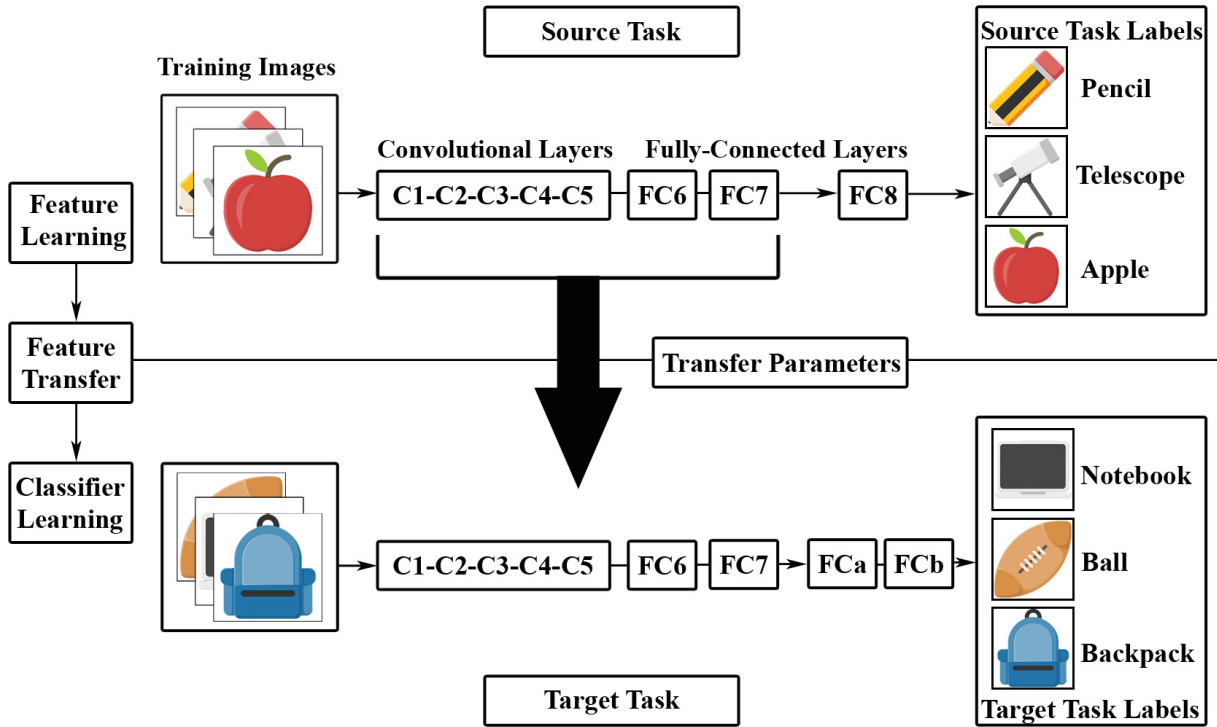 Source Task
Source Task Labels
Training Images
Pencil
Convolutional Layers
Fully-Connected Layers
C1-C2-C3-C4-C5
FC6
FC7
FC8
Telescope
Apple
Feature
Learning
Feature
Transfer
Transfer Parameters
Classifier
Learning
Notebook
C1-C2-C3-C4-C5
FC6
FC7
FCa
FCb
Ball
Backpack
Target Task
Target Task Labels